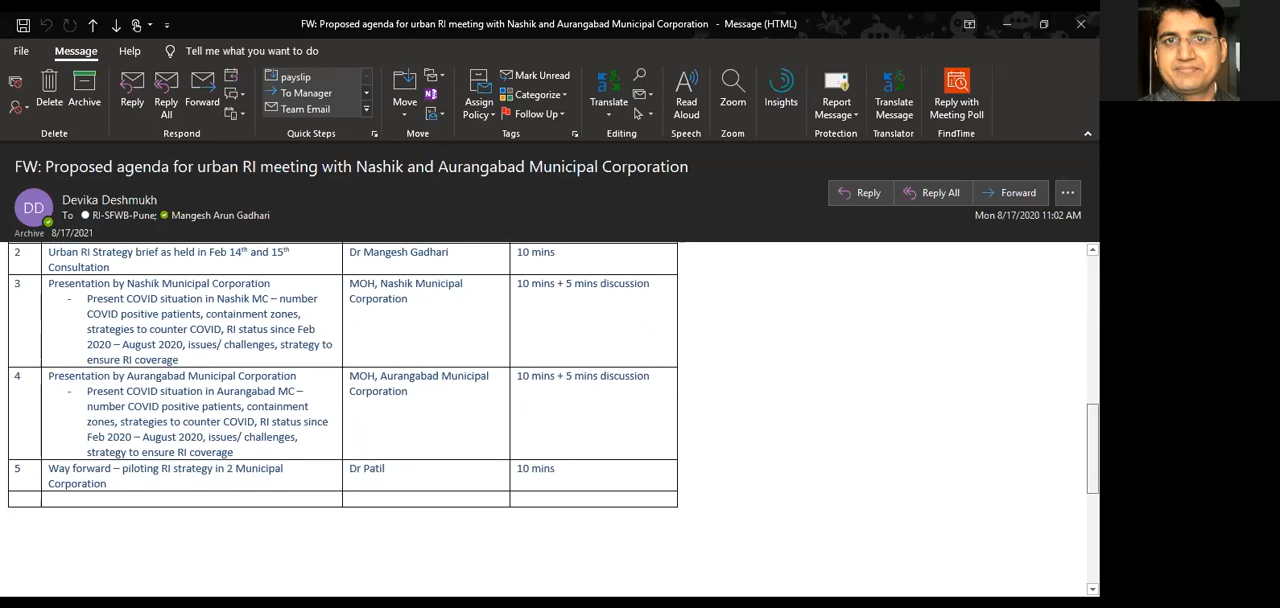 FW: Proposed agenda for urban RI meeting with Nashik and Aurangabad Municipal Corporation - Message (HTML)
File Message Help Tell me what you want to do
Delete Archive Reply Reply All Forward payslip To Manager Team Email Move Assign Policy Mark Unread Categorize Follow Up Translate Read Aloud Zoom Insights Report Message Translate Message Reply with Meeting Poll
Delete Respond Quick Steps Move Tags Editing Speech Zoom Protection Translator FindTime
FW: Proposed agenda for urban RI meeting with Nashik and Aurangabad Municipal Corporation
DD
Devika Deshmukh
To RI-SFWB-Pune; Mangesh Arun Gadhari
Reply Reply All Forward ...
Mon 8/17/2020 11:02 AM
Archive 8/17/2021
2 Urban RI Strategy brief as held in Feb 14th and 15th Dr Mangesh Gadhari 10 mins
Consultation
3 Presentation by Nashik Municipal Corporation MOH, Nashik Municipal 10 mins + 5 mins discussion
- Present COVID situation in Nashik MC – number Corporation
COVID positive patients, containment zones,
strategies to counter COVID, RI status since Feb
2020 – August 2020, issues/ challenges, strategy to
ensure RI coverage
4 Presentation by Aurangabad Municipal Corporation MOH, Aurangabad Municipal 10 mins + 5 mins discussion
- Present COVID situation in Aurangabad MC – Corporation
number COVID positive patients, containment
zones, strategies to counter COVID, RI status since
Feb 2020 – August 2020, issues/ challenges,
strategy to ensure RI coverage
5 Way forward – piloting RI strategy in 2 Municipal Dr Patil 10 mins
Corporation